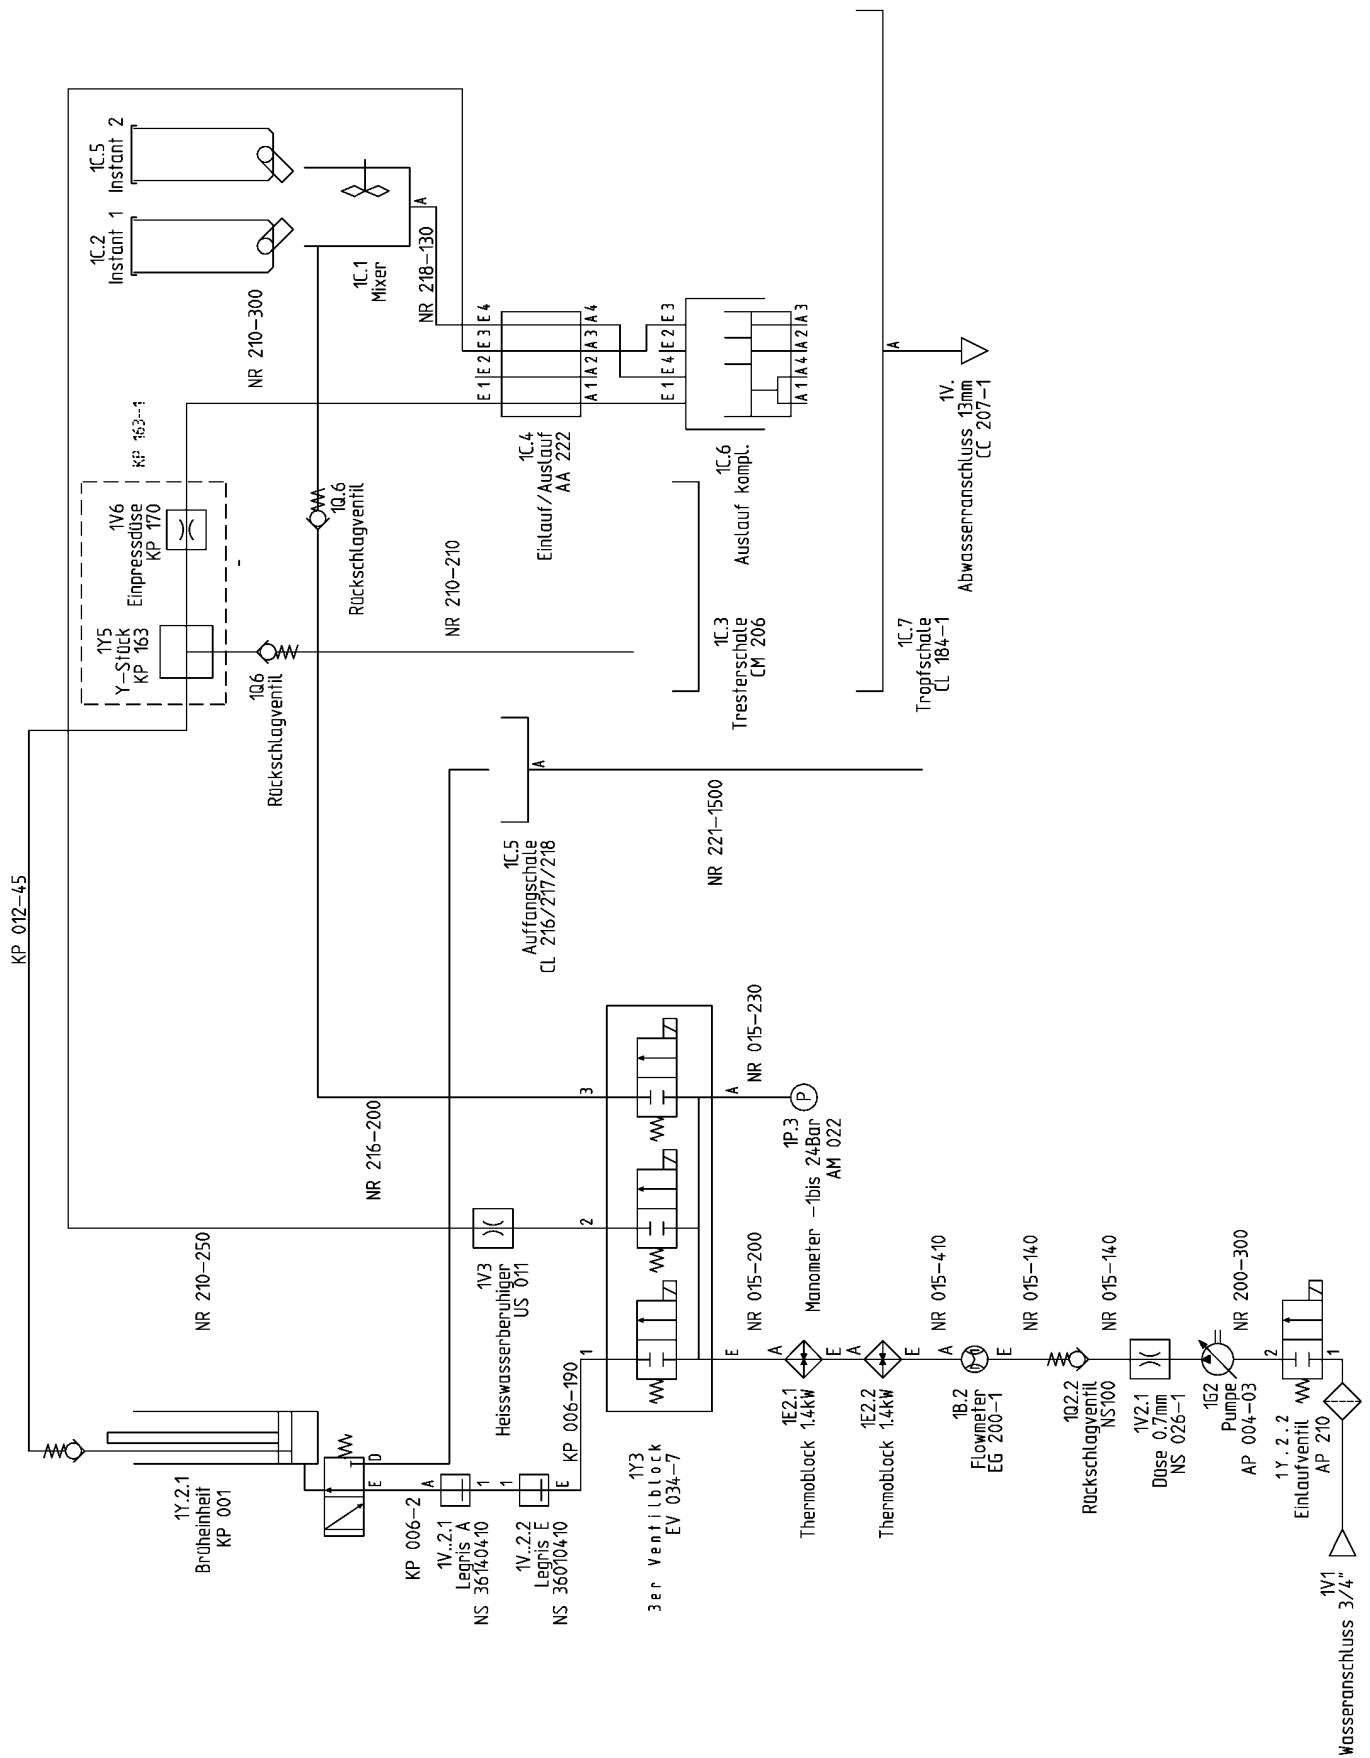 1C.5
Instant 2
1C.2
Instant 1
NR 210-300
1C.1
Mixer
A
NR 218-130
KP 163-1
1V6
Einpressdüse
KP 170
1Y5
Y-Stück
KP 163
1Q6
Rückschlagventil
1Q.6
Rückschlagventil
NR 210-210
E 1 E 2 E 3 E 4
A 1 A 2 A 3 A 4
1C.4
Einlauf/Auslauf
AA 222
E 1 E 4 E 2 E 3
A 1 A 4 A 2 A 3
1C.6
Auslauf kompl.
1C.3
Tresterschale
CM 206
A
1V.
Abwasserranschluss 13mm
CC 207-1
1C.7
Tropfschale
CL 184-1
KP 012-45
A
1C.5
Auffangschale
CL 216/217/218
NR 221-1500
NR 216-200
NR 210-250
1V3
Heisswasserberuhiger
US 011
1
2
3
1Y3
3er Ventilblock
EV 034-7
A
NR 015-230
P
1P.3
Manometer -1bis 24Bar
AM 022
1Y.2.1
Brüheinheit
KP 001
E
D
KP 006-2
A
1
1V..2.1
Legris A
NS 36140410
1
E
1V..2.2
Legris E
NS 36010410
KP 006-190
E
NR 015-200
A
E
1E2.1
Thermoblock 1.4kW
A
E
1E2.2
Thermoblock 1.4kW
NR 015-410
A
E
1B.2
Flowmeter
EG 200-1
NR 015-140
1Q2.2
Rückschlagventil
NS100
NR 015-140
1V2.1
Düse 0.7mm
NS 026-1
1G2
Pumpe
AP 004-03
NR 200-300
2
1
1Y.2.2
Einlaufventil
AP 210
1V1
Wasseranschluss 3/4"